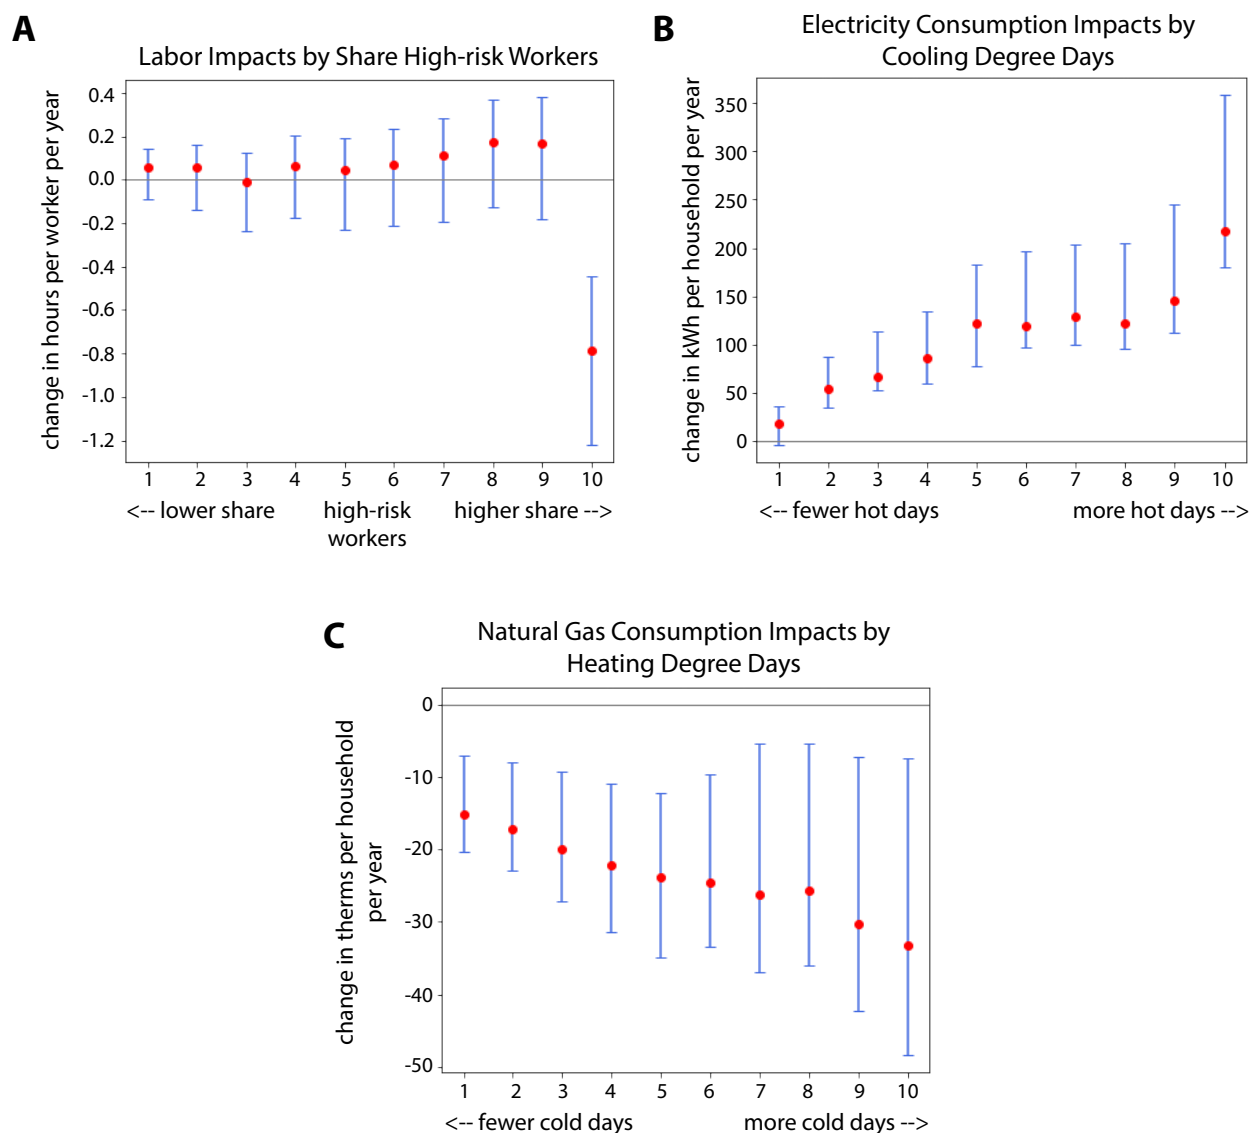 A
Labor Impacts by Share High-risk Workers
change in hours per worker per year
0.4
0.2
0.0
-0.2
-0.4
-0.6
-0.8
-1.0
-1.2
1 2 3 4 5 6 7 8 9 10
<-- lower share high-risk higher share -->
workers
B
Electricity Consumption Impacts by
Cooling Degree Days
change in kWh per household per year
350
300
250
200
150
100
50
0
1 2 3 4 5 6 7 8 9 10
<-- fewer hot days more hot days -->
C
Natural Gas Consumption Impacts by
Heating Degree Days
change in therms per household
per year
0
-10
-20
-30
-40
-50
1 2 3 4 5 6 7 8 9 10
<-- fewer cold days more cold days -->